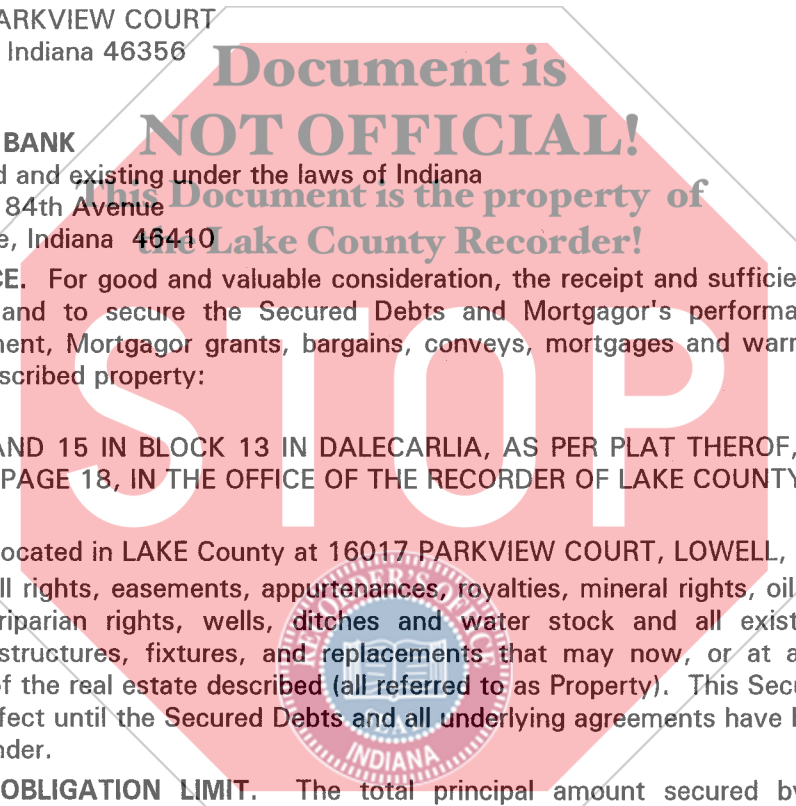 ARKVIEW COURT
Indiana 46356
Document is
NOT OFFICIAL!
BANK
d and existing under the laws of Indiana
This Document is the property of
84th Avenue
the Lake County Recorder!
e, Indiana 46410
CE. For good and valuable consideration, the receipt and sufficie
and to secure the Secured Debts and Mortgagor's performa
ent, Mortgagor grants, bargains, conveys, mortgages and warr
scribed property:
STOP
AND 15 IN BLOCK 13 IN DALECARLIA, AS PER PLAT THEROF,
PAGE 18, IN THE OFFICE OF THE RECORDER OF LAKE COUNTY
ocated in LAKE County at 16017 PARKVIEW COURT, LOWELL,
ll rights, easements, appurtenances, royalties, mineral rights, oil
riparian rights, wells, ditches and water stock and all exist
structures, fixtures, and replacements that may now, or at a
of the real estate described (all referred to as Property). This Secu
fect until the Secured Debts and all underlying agreements have b
nder.
RECORDER'S OFFICE
SEAL
INDIANA
OBLIGATION LIMIT. The total principal amount secured by